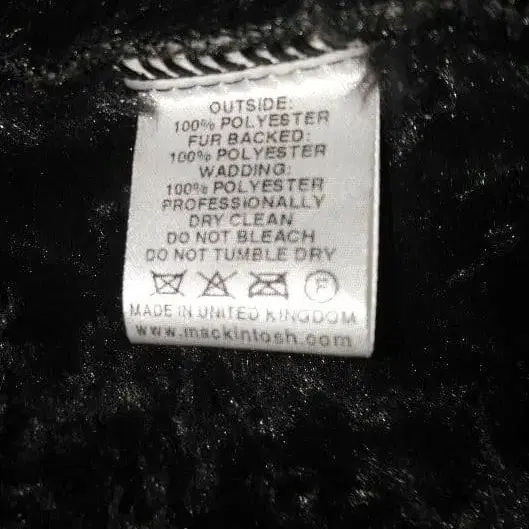 OUTSIDE:
100% POLYESTER
FUR BACKED:
100% POLYESTER
WADDING:
100% POLYESTER
PROFESSIONALLY
DRY CLEAN
DO NOT BLEACH
DO NOT TUMBLE DRY
F
MADE IN UNITED KINGDOM
www.mackintosh.com